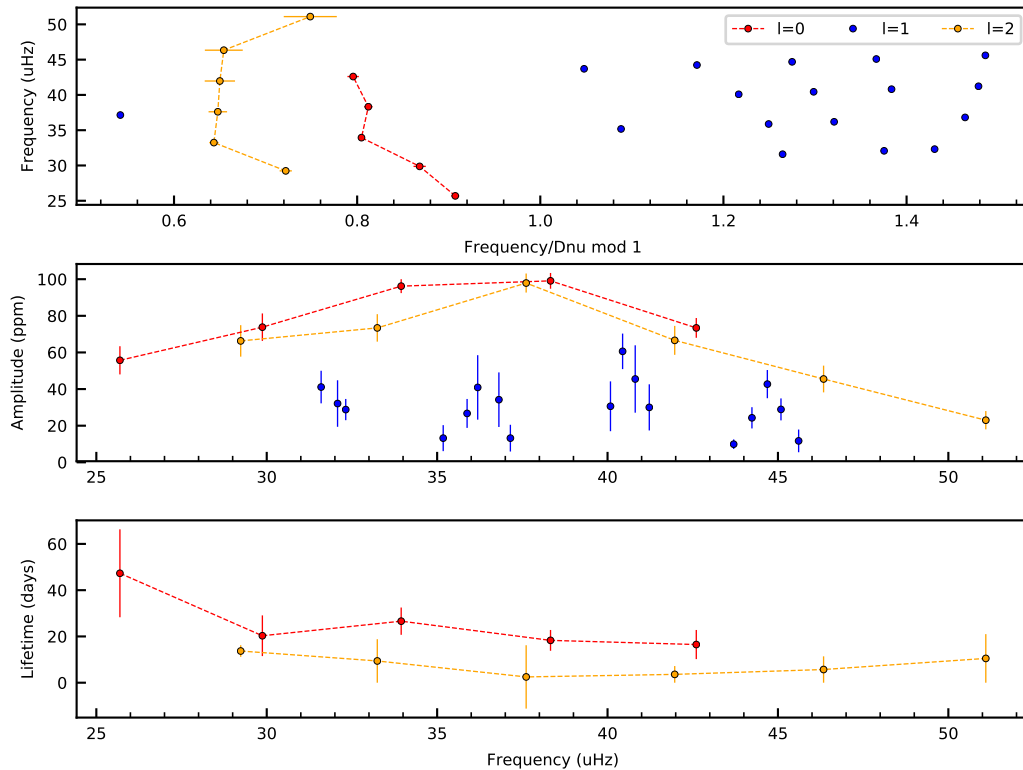 50
45
40
35
30
25
Frequency (uHz)
l=0 l=1 l=2
0.6 0.8 1.0 1.2 1.4
Frequency/Dnu mod 1
100
80
60
40
20
0
Amplitude (ppm)
25 30 35 40 45 50
60
40
20
0
Lifetime (days)
25 30 35 40 45 50
Frequency (uHz)